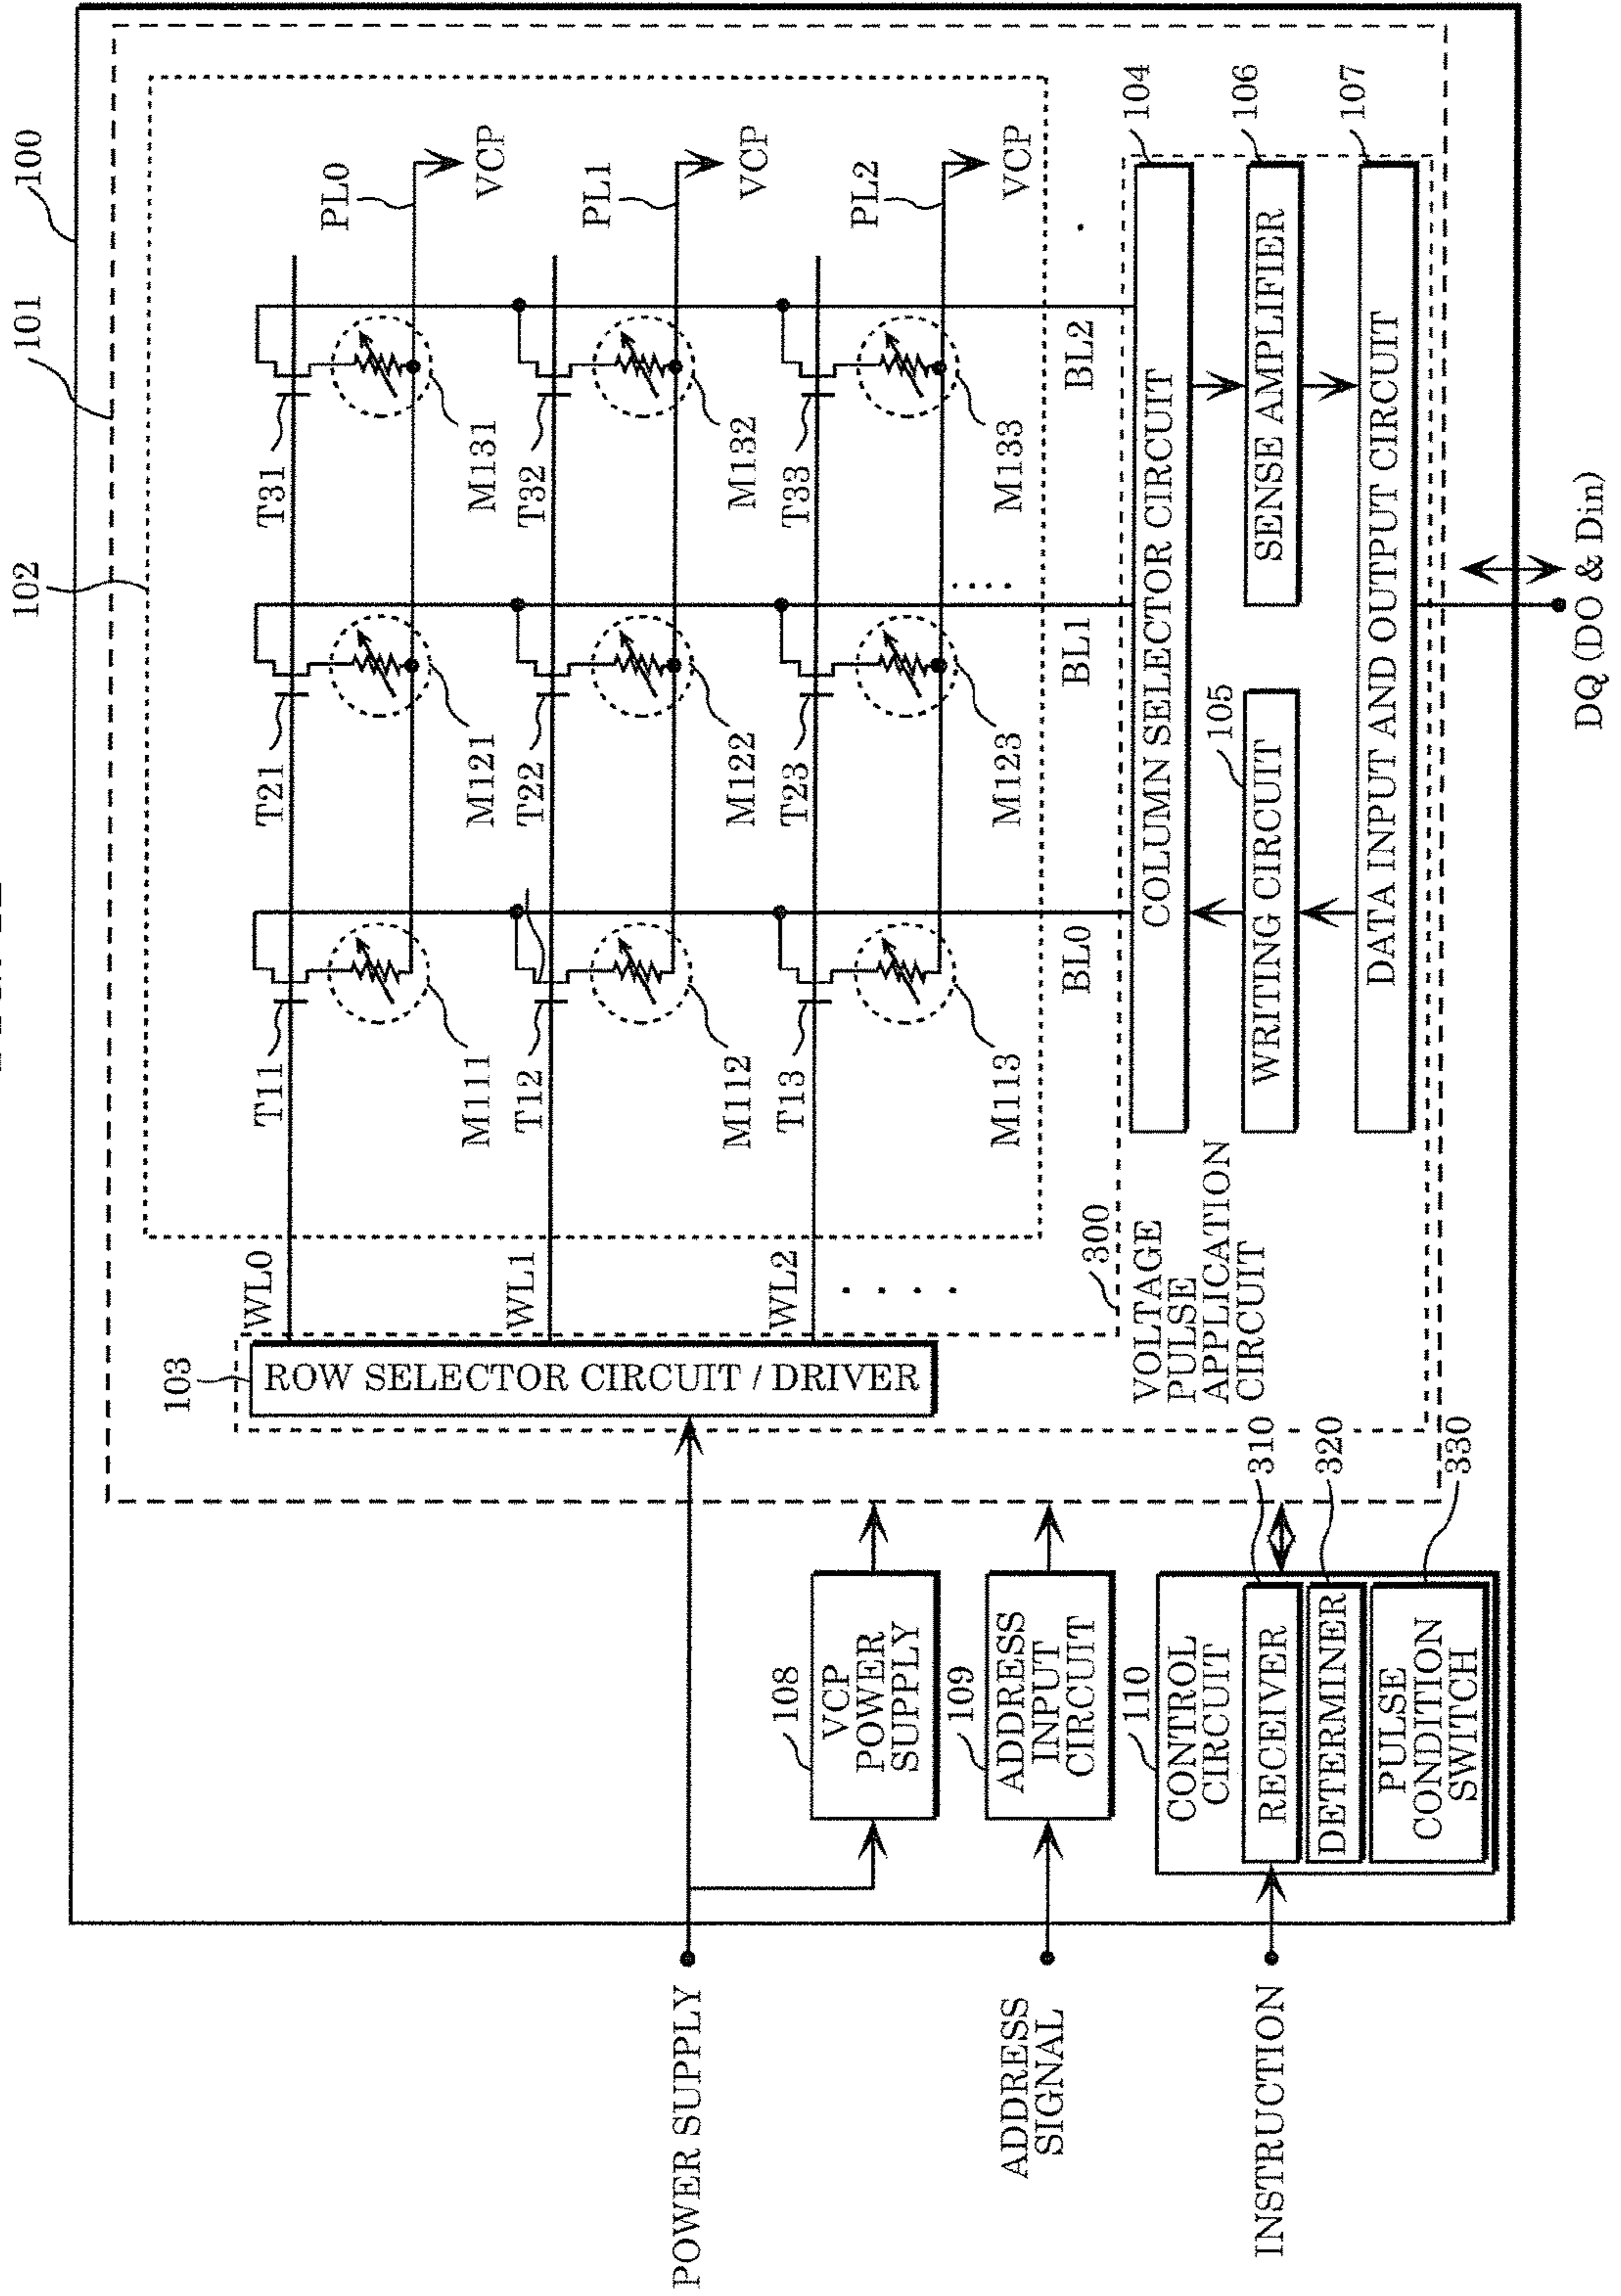 100
101
102
PL0
VCP
PL1
VCP
PL2
VCP
T31
M131
T32
M132
T33
M133
T21
M121
T22
M122
T23
M123
T11
M111
T12
M112
T13
M113
WL0
WL1
WL2
BL0
BL1
BL2
103
ROW SELECTOR CIRCUIT / DRIVER
300
VOLTAGE
PULSE
APPLICATION
CIRCUIT
104
COLUMN SELECTOR CIRCUIT
105
WRITING CIRCUIT
106
SENSE AMPLIFIER
107
DATA INPUT AND OUTPUT CIRCUIT
DQ (DO & Din)
POWER SUPPLY
108
VCP
POWER
SUPPLY
ADDRESS
SIGNAL
109
ADDRESS
INPUT
CIRCUIT
INSTRUCTION
110
CONTROL
CIRCUIT
310
RECEIVER
320
DETERMINER
330
PULSE
CONDITION
SWITCH